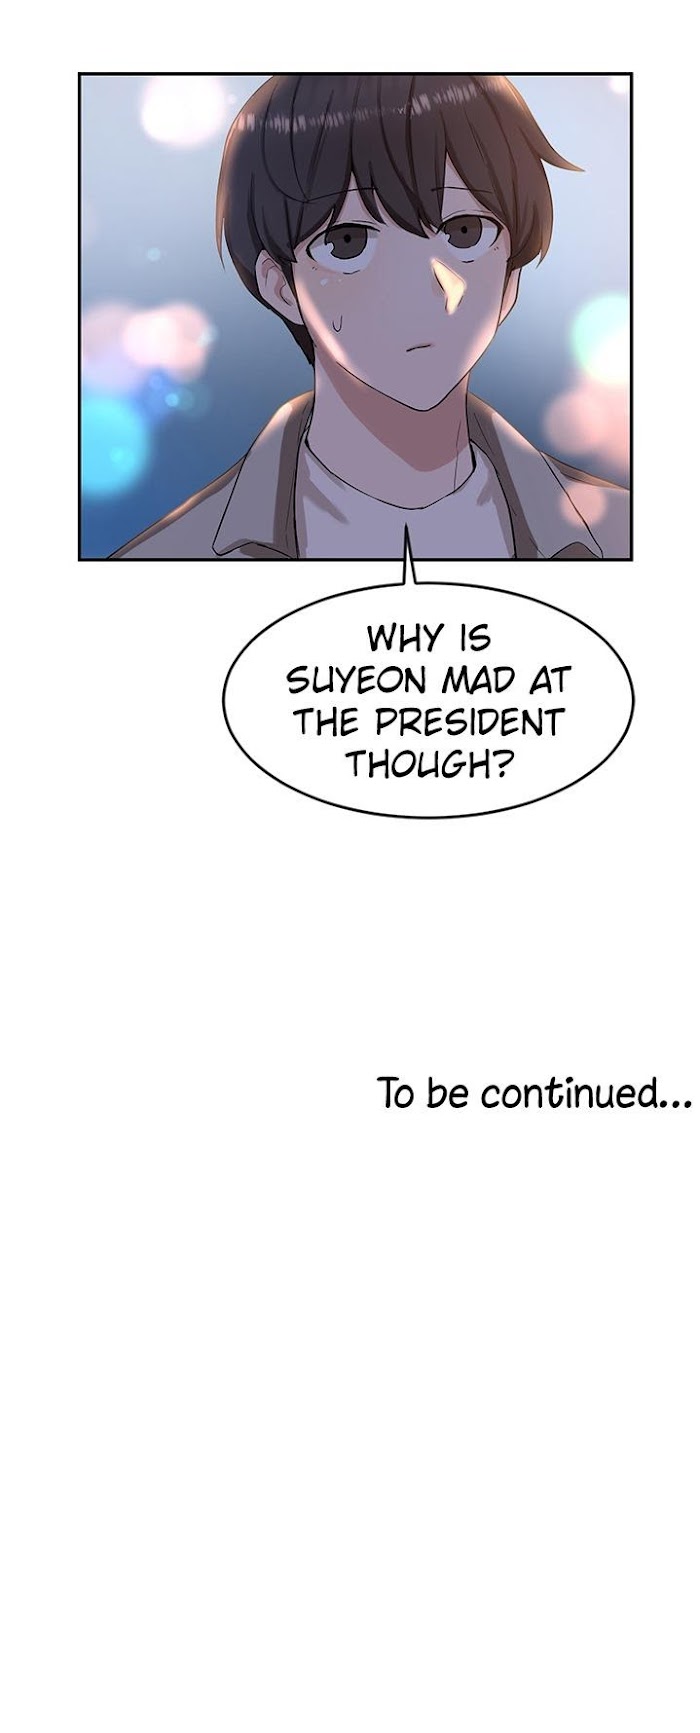 WHY IS
SUYEON MAD AT
THE PRESIDENT
THOUGH?
To be continued...